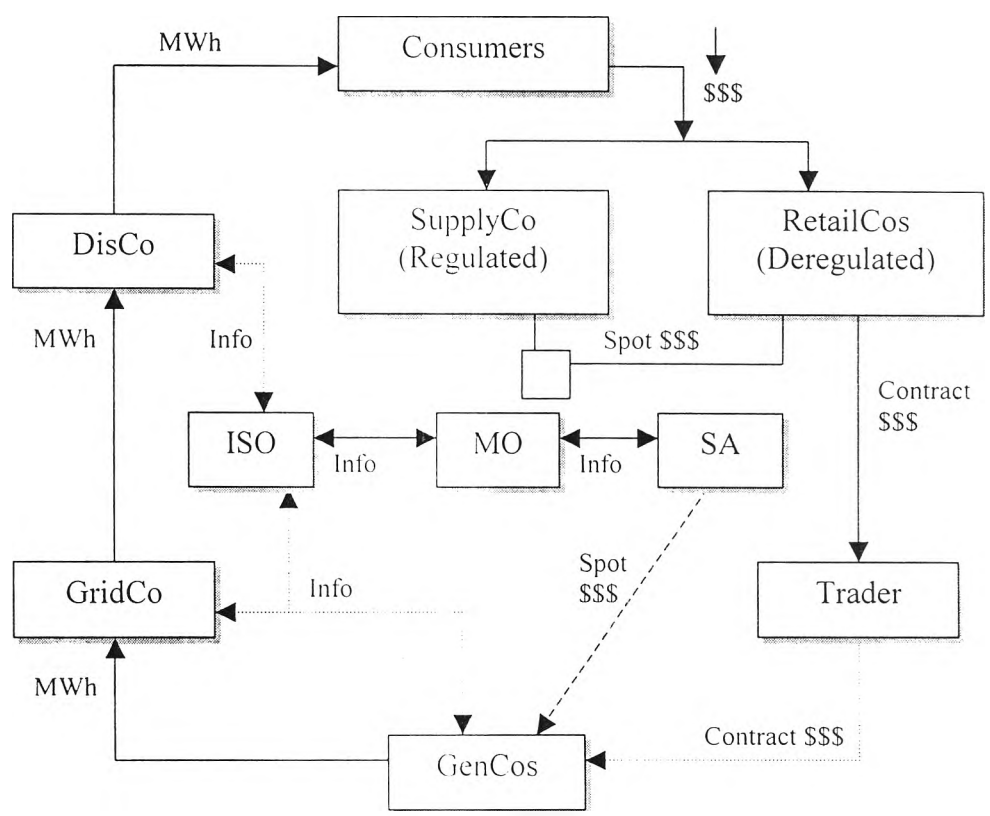 MWh
Consumers
$$$
SupplyCo
(Regulated)
RetailCos
(Deregulated)
DisCo
MWh
Info
Spot $$$
Contract
$$$
ISO
Info
MO
Info
SA
Spot
$$$
GridCo
Info
Trader
MWh
Contract $$$
GenCos